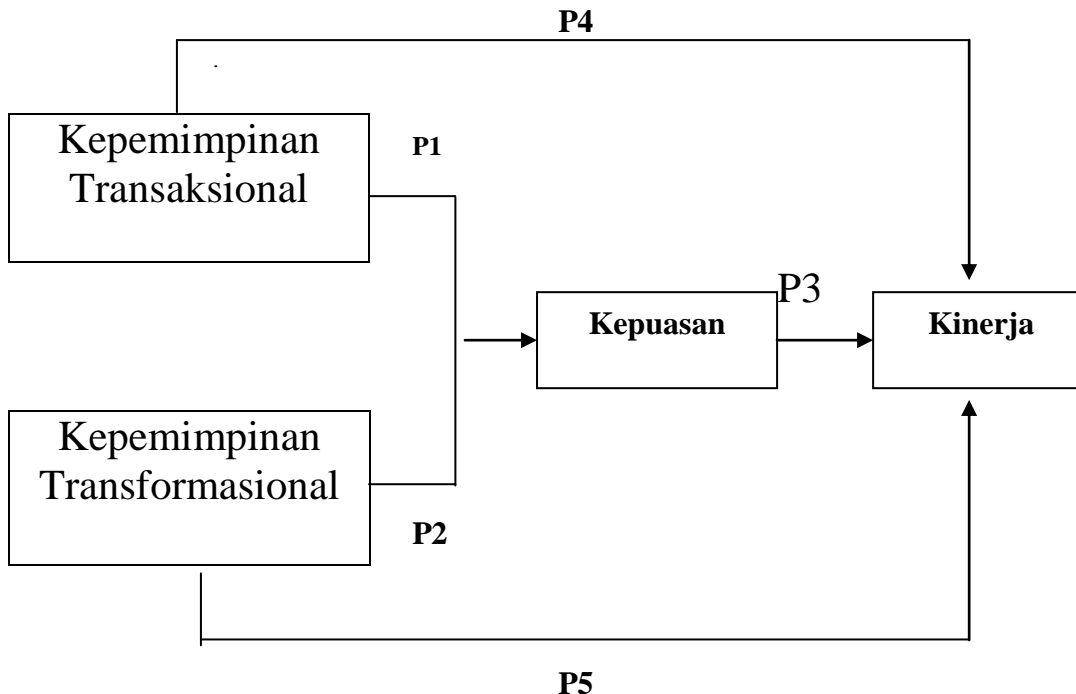 P4
Kepemimpinan
Transaksional
P1
P3
Kepuasan
Kinerja
Kepemimpinan
Transformasional
P2
P5